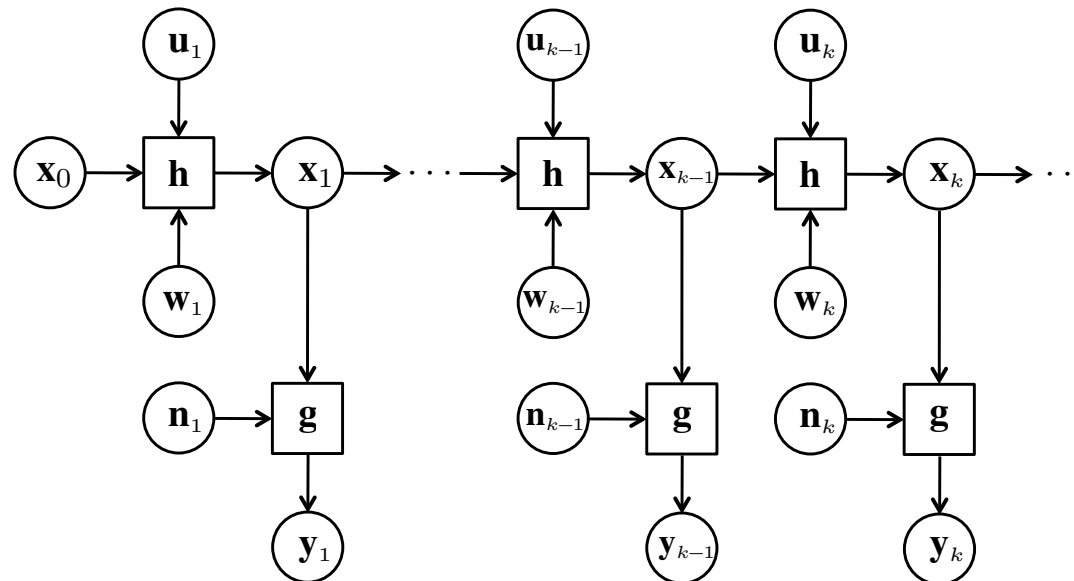 u₁ uₖ₋₁ uₖ
x₀ h x₁ · · · h xₖ₋₁ h xₖ · ·
w₁ wₖ₋₁ wₖ
n₁ g nₖ₋₁ g nₖ g
y₁ yₖ₋₁ yₖ